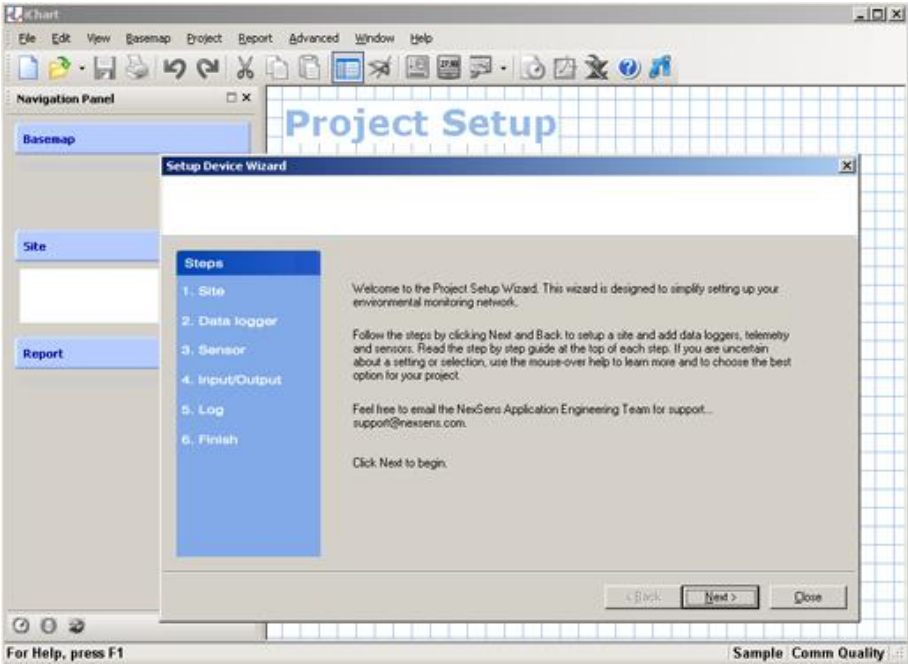 iChart
File Edit View Basemap Project Report Advanced Window Help
Navigation Panel
Basemap
Project Setup
Setup Device Wizard
Site
Report
Steps
1. Site
2. Data logger
3. Sensor
4. Input/Output
5. Log
6. Finish
Welcome to the Project Setup Wizard. This wizard is designed to simplify setting up your
environmental monitoring network.
Follow the steps by clicking Next and Back to setup a site and add data loggers, telemetry
and sensors. Read the step by step guide at the top of each step. If you are uncertain
about a setting or selection, use the mouse-over help to learn more and to choose the best
option for your project.
Feel free to email the NexSens Application Engineering Team for support...
support@nexsens.com.
Click Next to begin.
< Back Next > Close
For Help, press F1
Sample Comm Quality